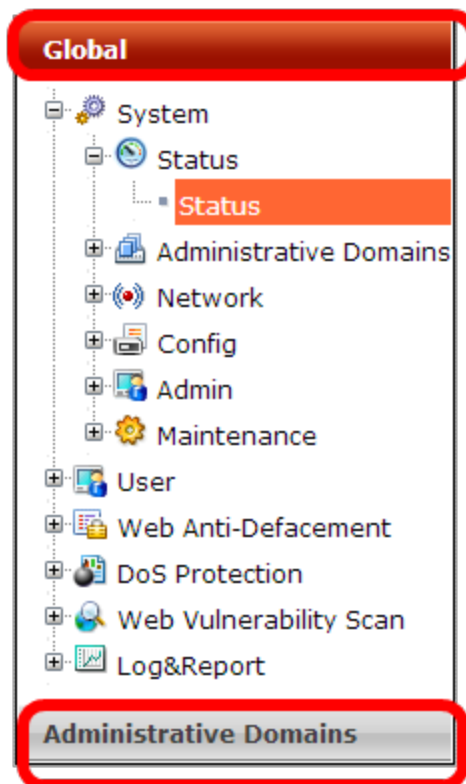 Global
System
Status
Status
Administrative Domains
Network
Config
Admin
Maintenance
User
Web Anti-Defacement
DoS Protection
Web Vulnerability Scan
Log&Report
Administrative Domains